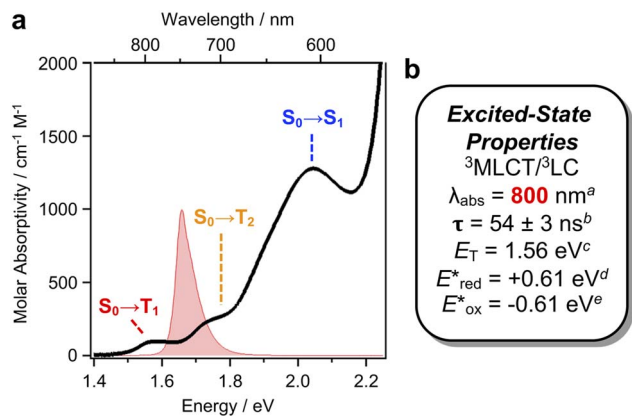 a
Wavelength / nm
800 700 600
2000
1500
1000
500
0
Molar Absorptivity / cm⁻¹ M⁻¹
S₀→S₁
S₀→T₂
S₀→T₁
1.4 1.6 1.8 2.0 2.2
Energy / eV
b
Excited-State
Properties
³MLCT/³LC
λabs = 800 nmᵃ
τ = 54 ± 3 nsᵇ
E_T = 1.56 eVᶜ
E*red = +0.61 eVᵈ
E*ox = -0.61 eVᵉ